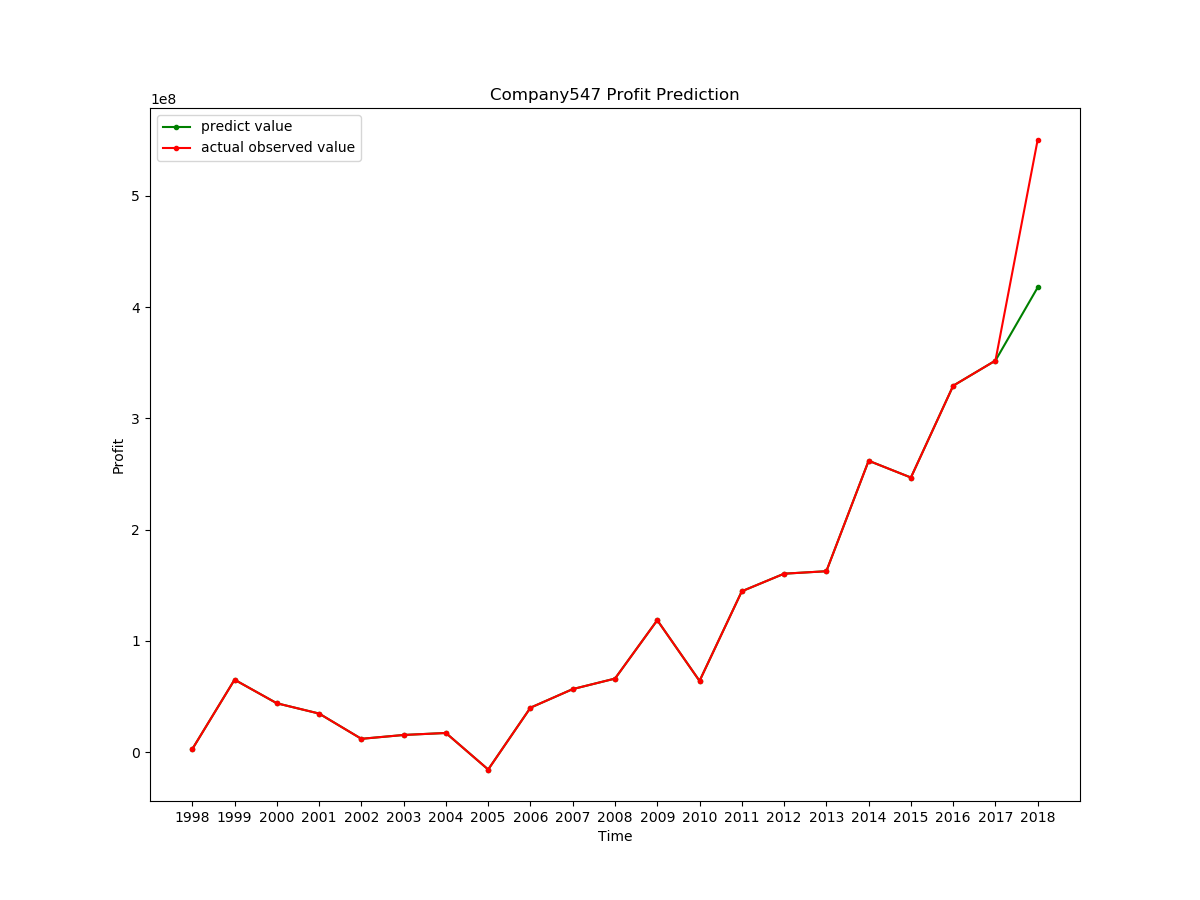 Company547 Profit Prediction
1e8
predict value
actual observed value
5
4
3
2
1
0
Profit
1998 1999 2000 2001 2002 2003 2004 2005 2006 2007 2008 2009 2010 2011 2012 2013 2014 2015 2016 2017 2018
Time